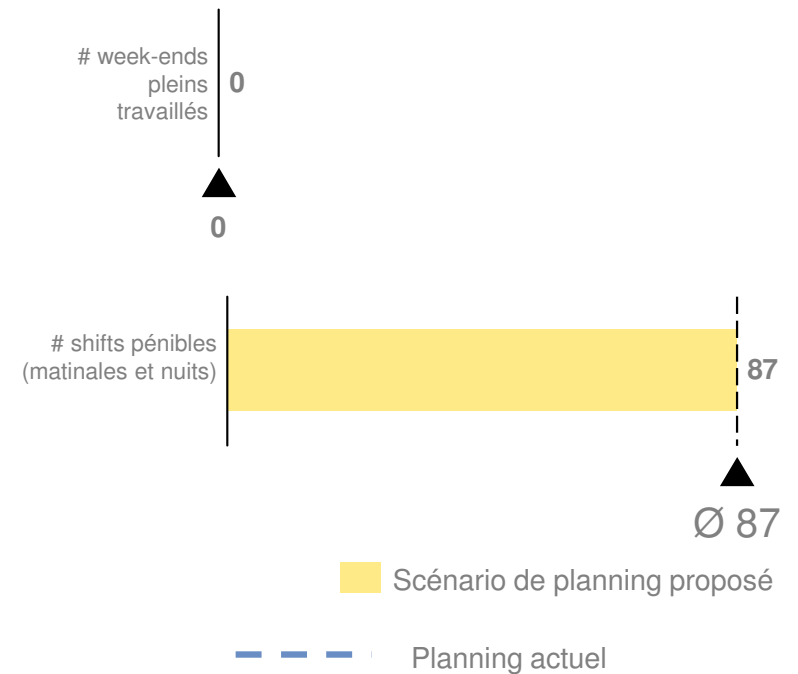 # week-ends
pleins
travaillés
0
0
# shifts pénibles
(matinales et nuits)
87
Ø 87
Scénario de planning proposé
Planning actuel